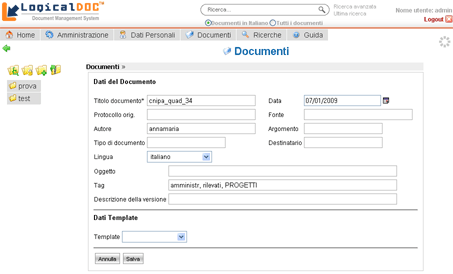 LogicalDOC™
Document Management System
Ricerca avanzata
Ultima ricerca
Nome utente: admin
Documenti in italiano Tutti i documenti
Logout
Home Amministrazione Dati Personali Documenti Ricerche Guida
Documenti
prova
test
Documenti »
Dati del Documento
Titolo documento* cnipa_quad_34 Data 07/01/2009
Protocollo orig. Fonte
Autore annamaria Argomento
Tipo di documento Destinatario
Lingua italiano
Oggetto
Tag amministr, rilevati, PROGETTI
Descrizione della versione
Dati Template
Template
Annulla Salva